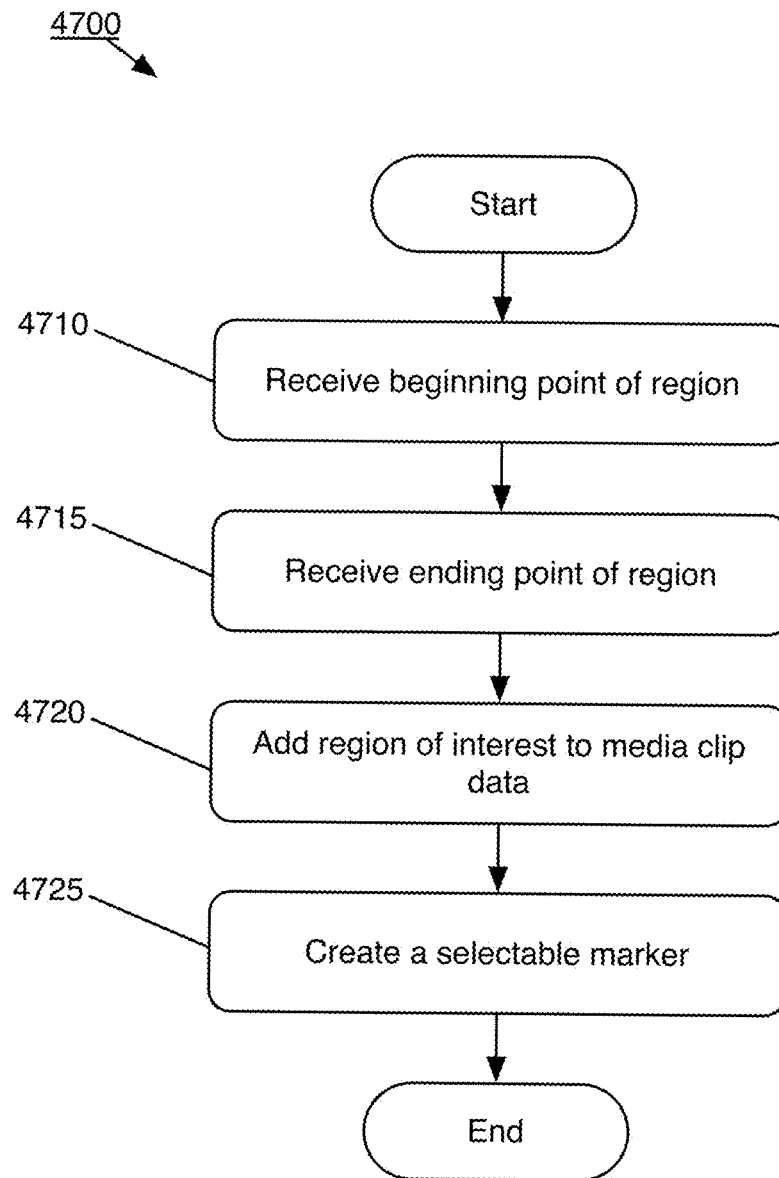 4700
Start
4710
Receive beginning point of region
4715
Receive ending point of region
4720
Add region of interest to media clip
data
4725
Create a selectable marker
End